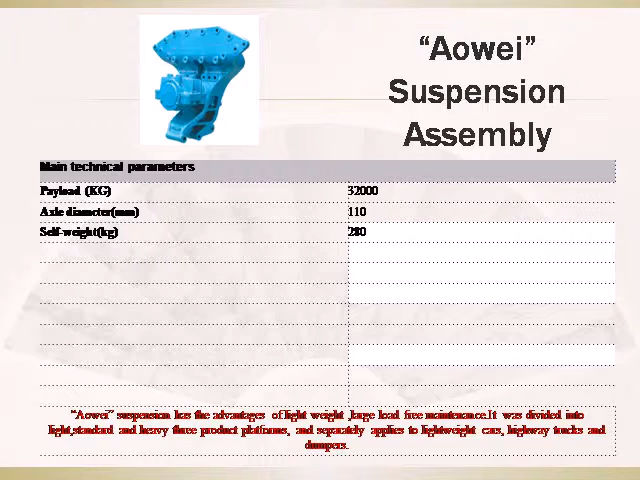 “Aowei”
Suspension
Assembly
Main technical parameters
Payload (KG) 32000
Axle diameter(mm) 110
Self-weight(kg) 280
“Aowei” suspension has the advantages of light weight ,large load free maintenance.It was divided into
light,standard and heavy three product platforms, and separately applies to lightweight cars, highway trucks and
dumpers.